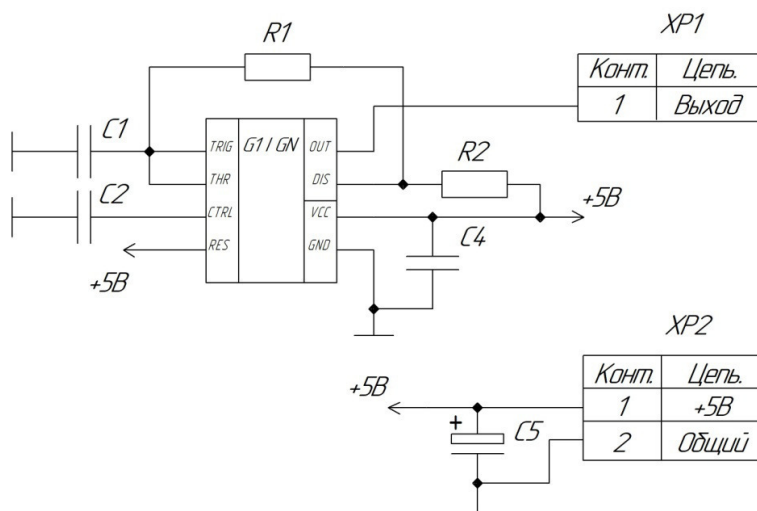 XP1
R1
Конт. Цепь.
1 Выход
C1
TRIG G1/GN OUT
R2
THR DIS
C2
CTRL VCC
+5В
RES GND
C4
+5В
XP2
Конт. Цепь.
+5В
1 +5В
+ C5
2 Общий